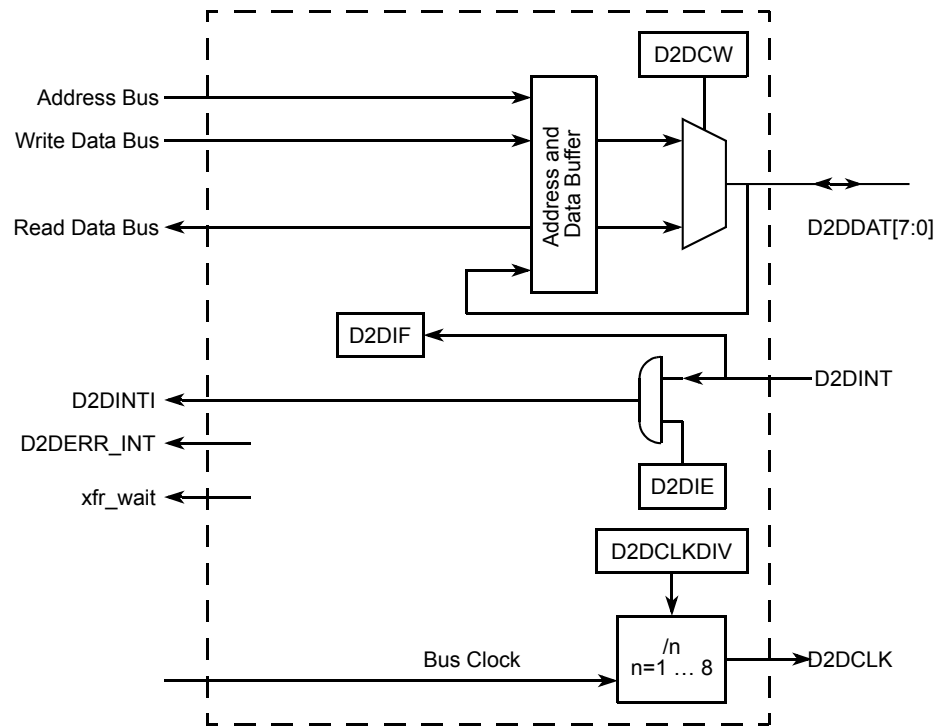 D2DCW
Address Bus
Write Data Bus
Address and
Data Buffer
Read Data Bus
D2DDAT[7:0]
D2DIF
D2DINT
D2DINTI
D2DERR_INT
D2DIE
xfr_wait
D2DCLKDIV
/n
n=1 … 8
Bus Clock
D2DCLK